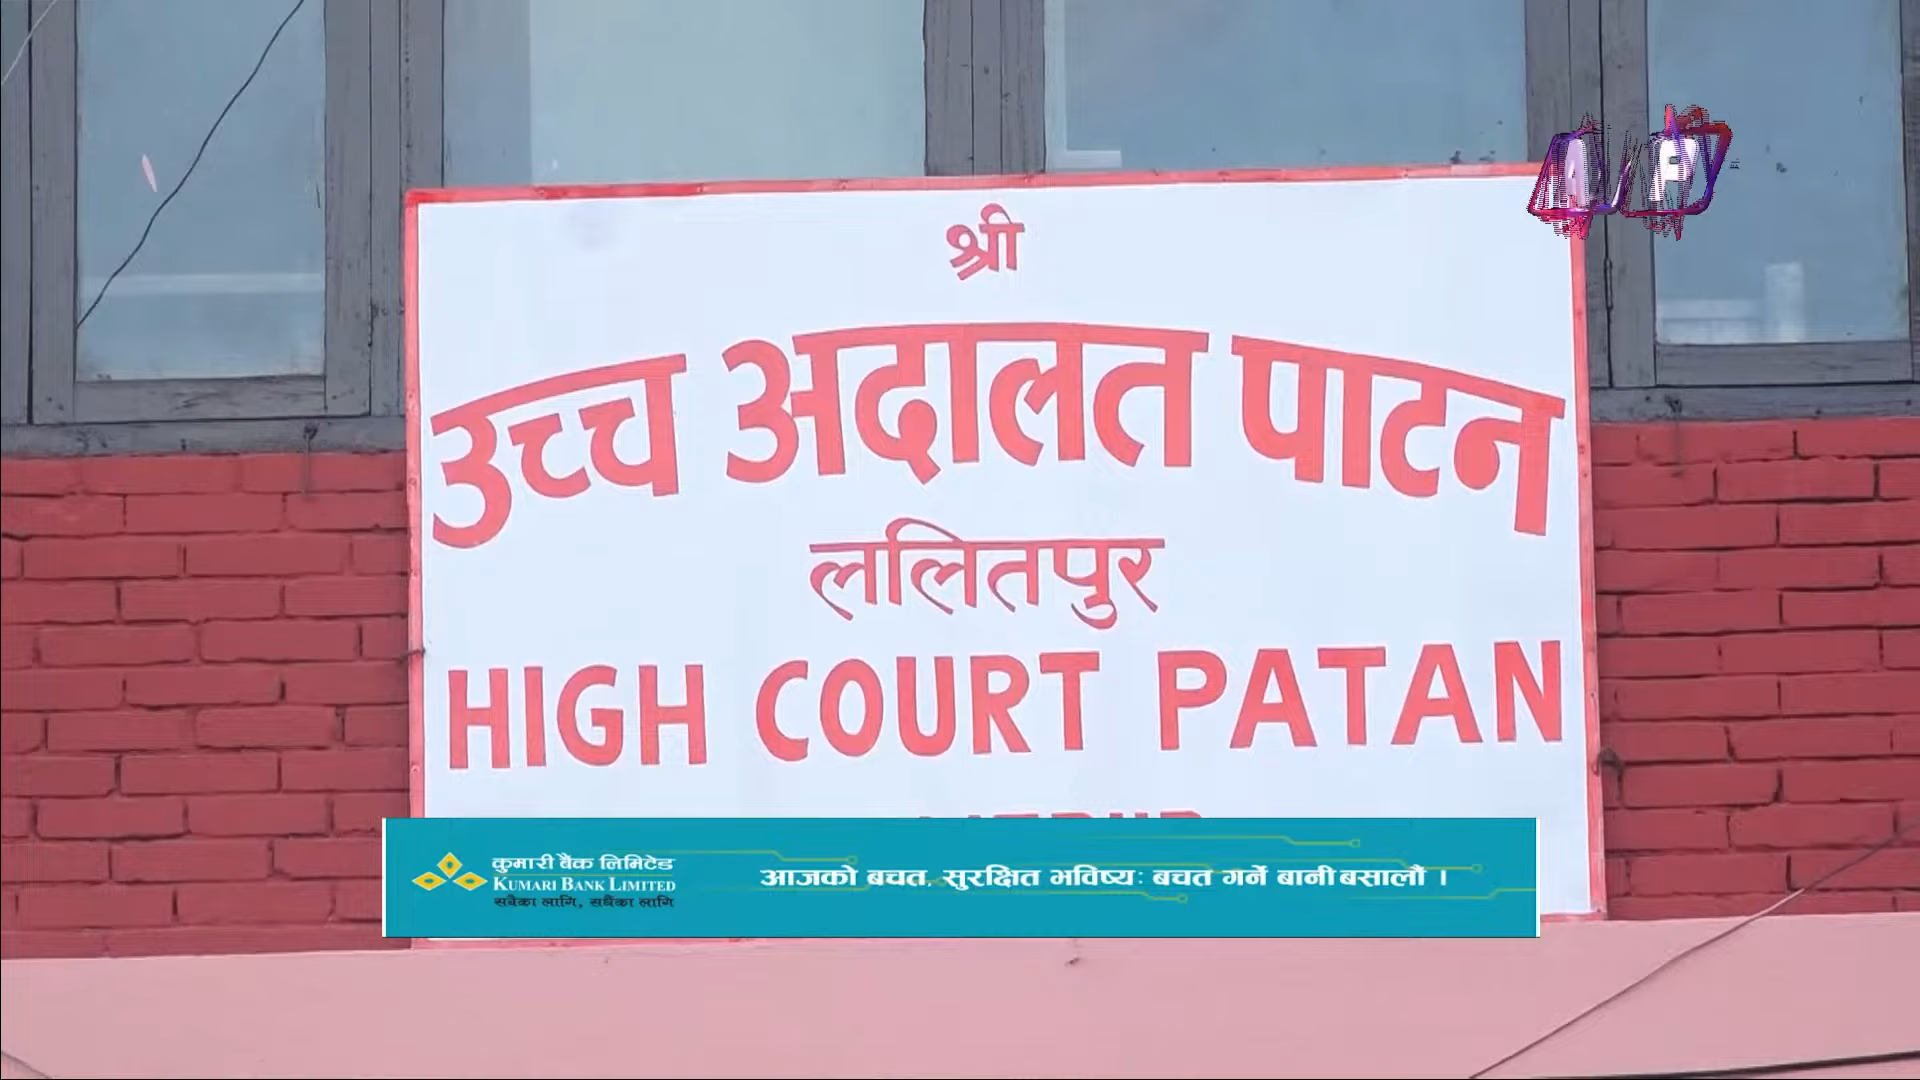 श्री
उच्च अदालत पाटन
ललितपुर
HIGH COURT PATAN
कुमारी बैंक लिमिटेड
KUMARI BANK LIMITED
सबैका लागि, सधैंका लागि
आजको बचत, सुरक्षित भविष्य: बचत गर्ने बानी बसालौं ।